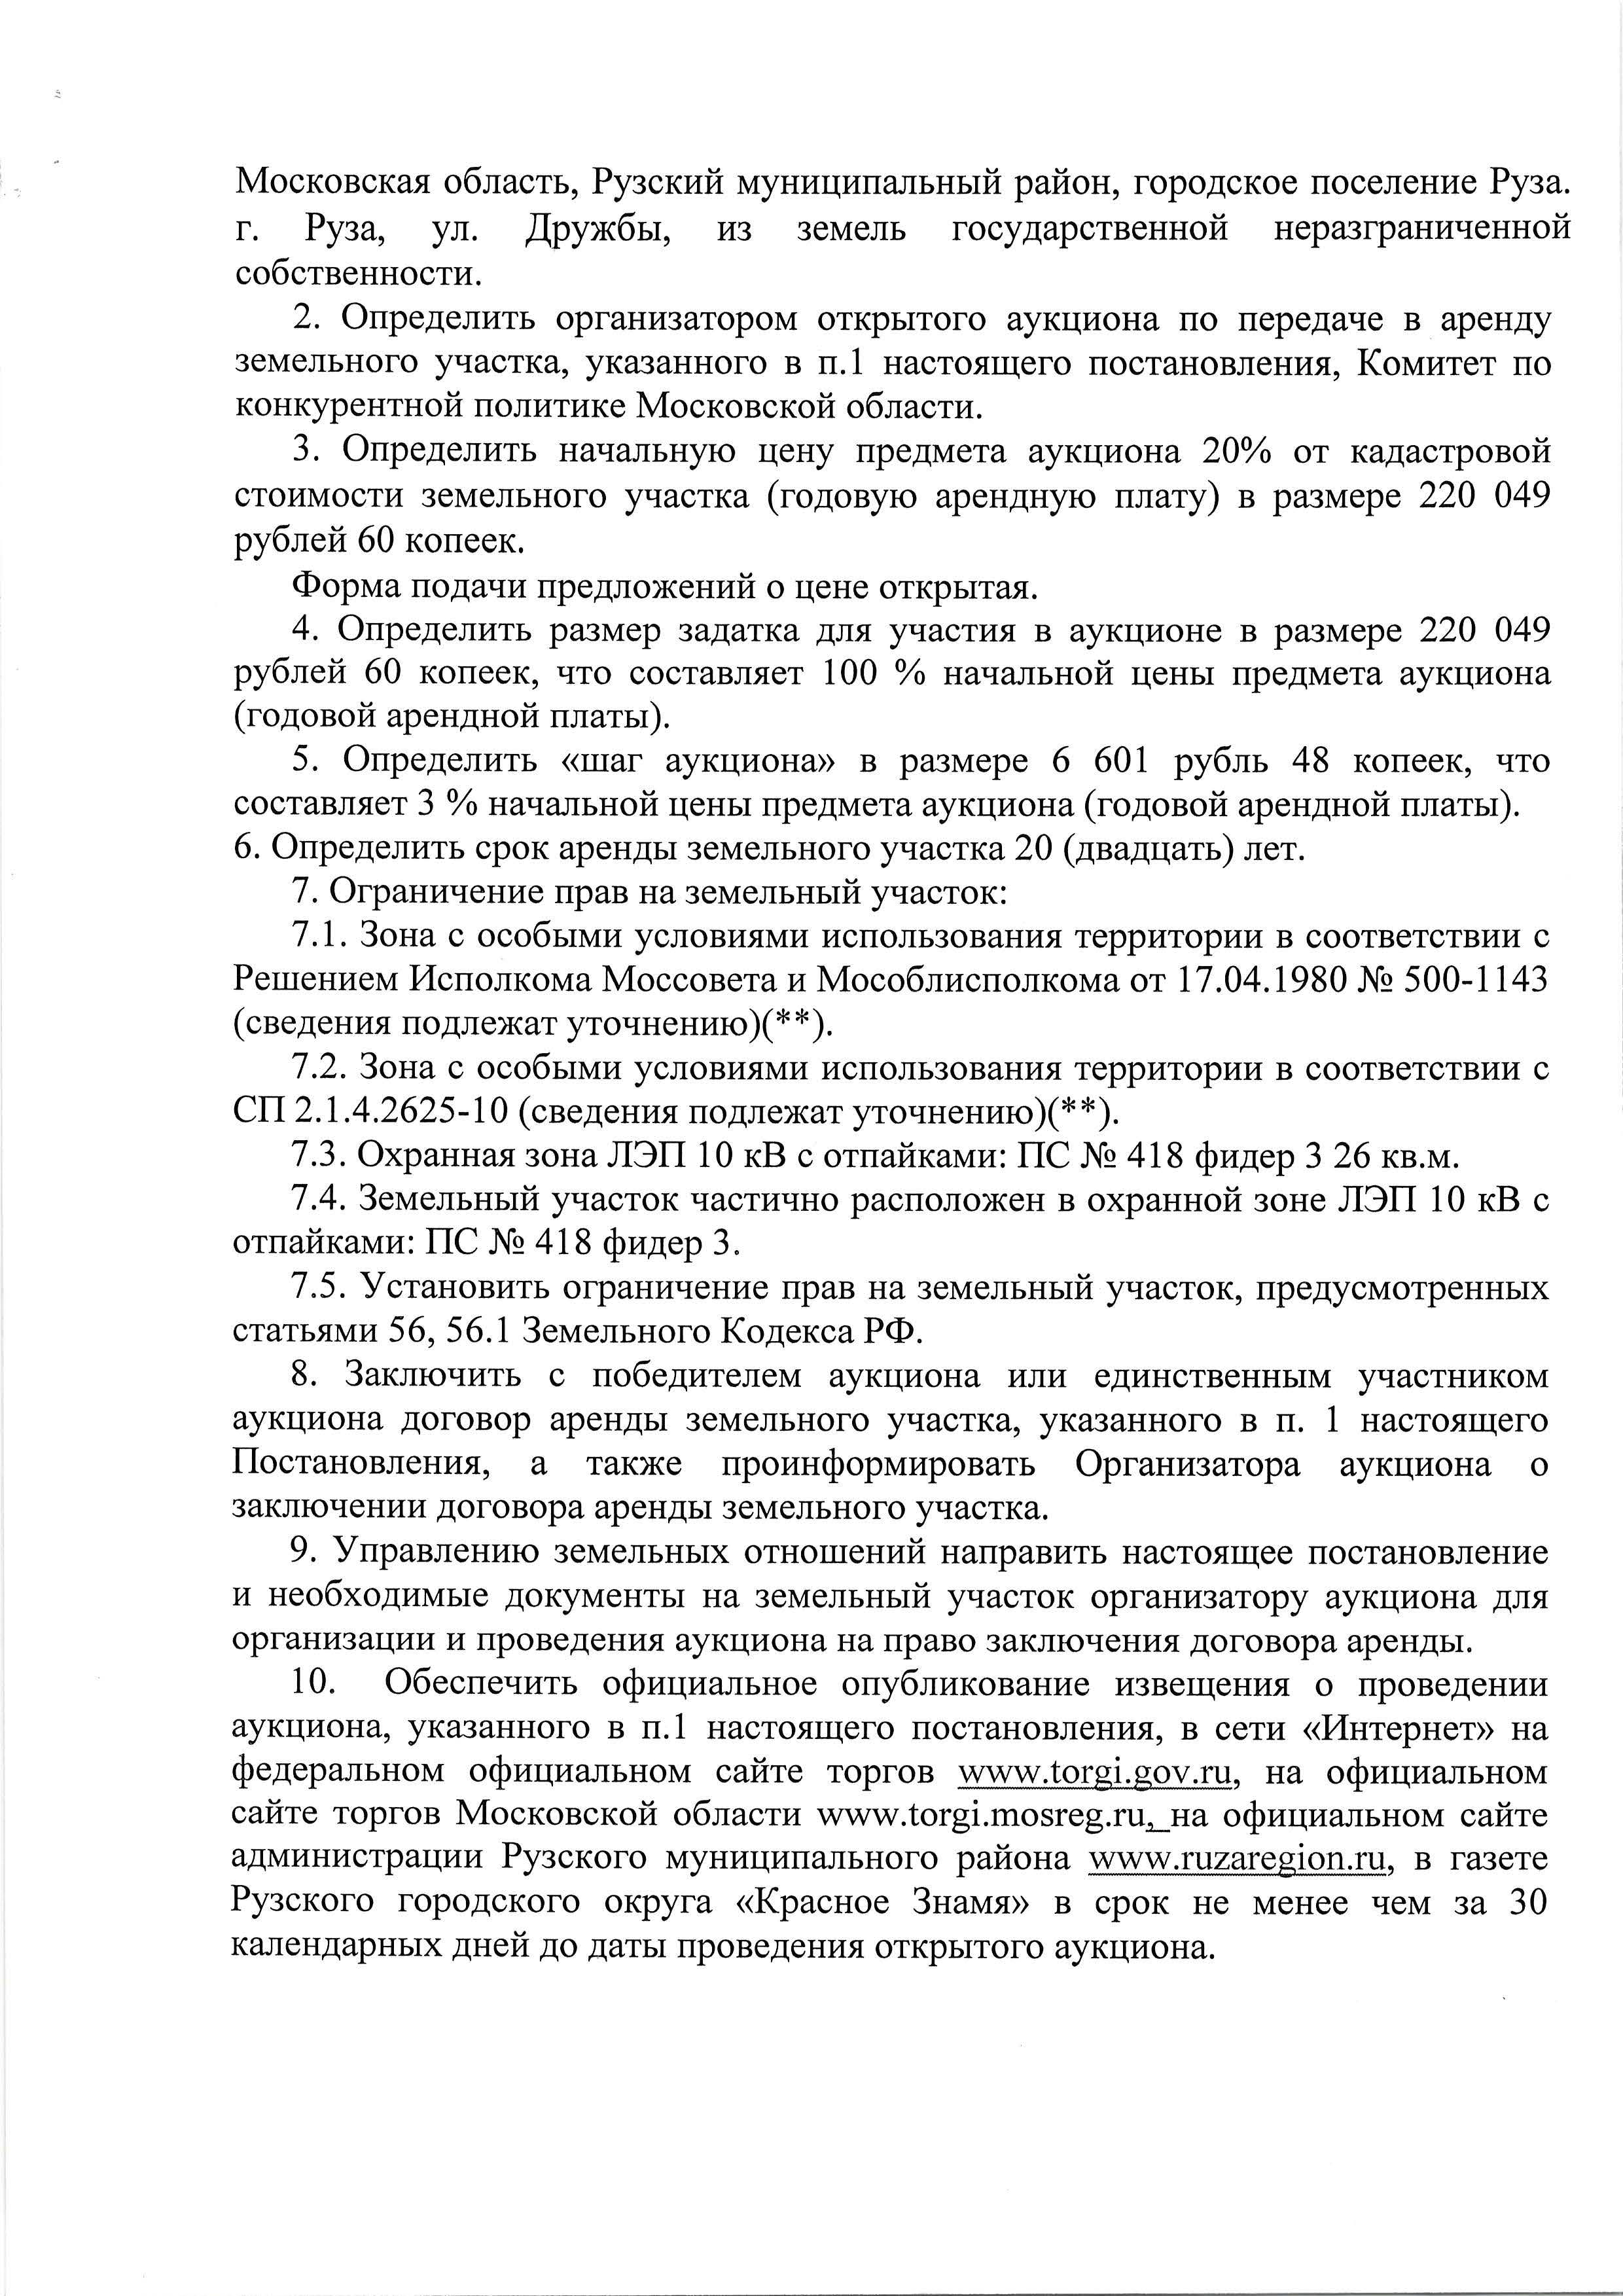 Московская область, Рузский муниципальный район, городское поселение Руза.
г. Руза, ул. Дружбы, из земель государственной неразграниченной
собственности.
2. Определить организатором открытого аукциона по передаче в аренду
земельного участка, указанного в п.1 настоящего постановления, Комитет по
конкурентной политике Московской области.
3. Определить начальную цену предмета аукциона 20% от кадастровой
стоимости земельного участка (годовую арендную плату) в размере 220 049
рублей 60 копеек.
Форма подачи предложений о цене открытая.
4. Определить размер задатка для участия в аукционе в размере 220 049
рублей 60 копеек, что составляет 100 % начальной цены предмета аукциона
(годовой арендной платы).
5. Определить «шаг аукциона» в размере 6 601 рубль 48 копеек, что
составляет 3 % начальной цены предмета аукциона (годовой арендной платы).
6. Определить срок аренды земельного участка 20 (двадцать) лет.
7. Ограничение прав на земельный участок:
7.1. Зона с особыми условиями использования территории в соответствии с
Решением Исполкома Моссовета и Мособлисполкома от 17.04.1980 № 500-1143
(сведения подлежат уточнению)(**).
7.2. Зона с особыми условиями использования территории в соответствии с
СП 2.1.4.2625-10 (сведения подлежат уточнению)(**).
7.3. Охранная зона ЛЭП 10 кВ с отпайками: ПС № 418 фидер 3 26 кв.м.
7.4. Земельный участок частично расположен в охранной зоне ЛЭП 10 кВ с
отпайками: ПС № 418 фидер 3.
7.5. Установить ограничение прав на земельный участок, предусмотренных
статьями 56, 56.1 Земельного Кодекса РФ.
8. Заключить с победителем аукциона или единственным участником
аукциона договор аренды земельного участка, указанного в п. 1 настоящего
Постановления, а также проинформировать Организатора аукциона о
заключении договора аренды земельного участка.
9. Управлению земельных отношений направить настоящее постановление
и необходимые документы на земельный участок организатору аукциона для
организации и проведения аукциона на право заключения договора аренды.
10. Обеспечить официальное опубликование извещения о проведении
аукциона, указанного в п.1 настоящего постановления, в сети «Интернет» на
федеральном официальном сайте торгов www.torgi.gov.ru, на официальном
сайте торгов Московской области www.torgi.mosreg.ru, на официальном сайте
администрации Рузского муниципального района www.ruzaregion.ru, в газете
Рузского городского округа «Красное Знамя» в срок не менее чем за 30
календарных дней до даты проведения открытого аукциона.